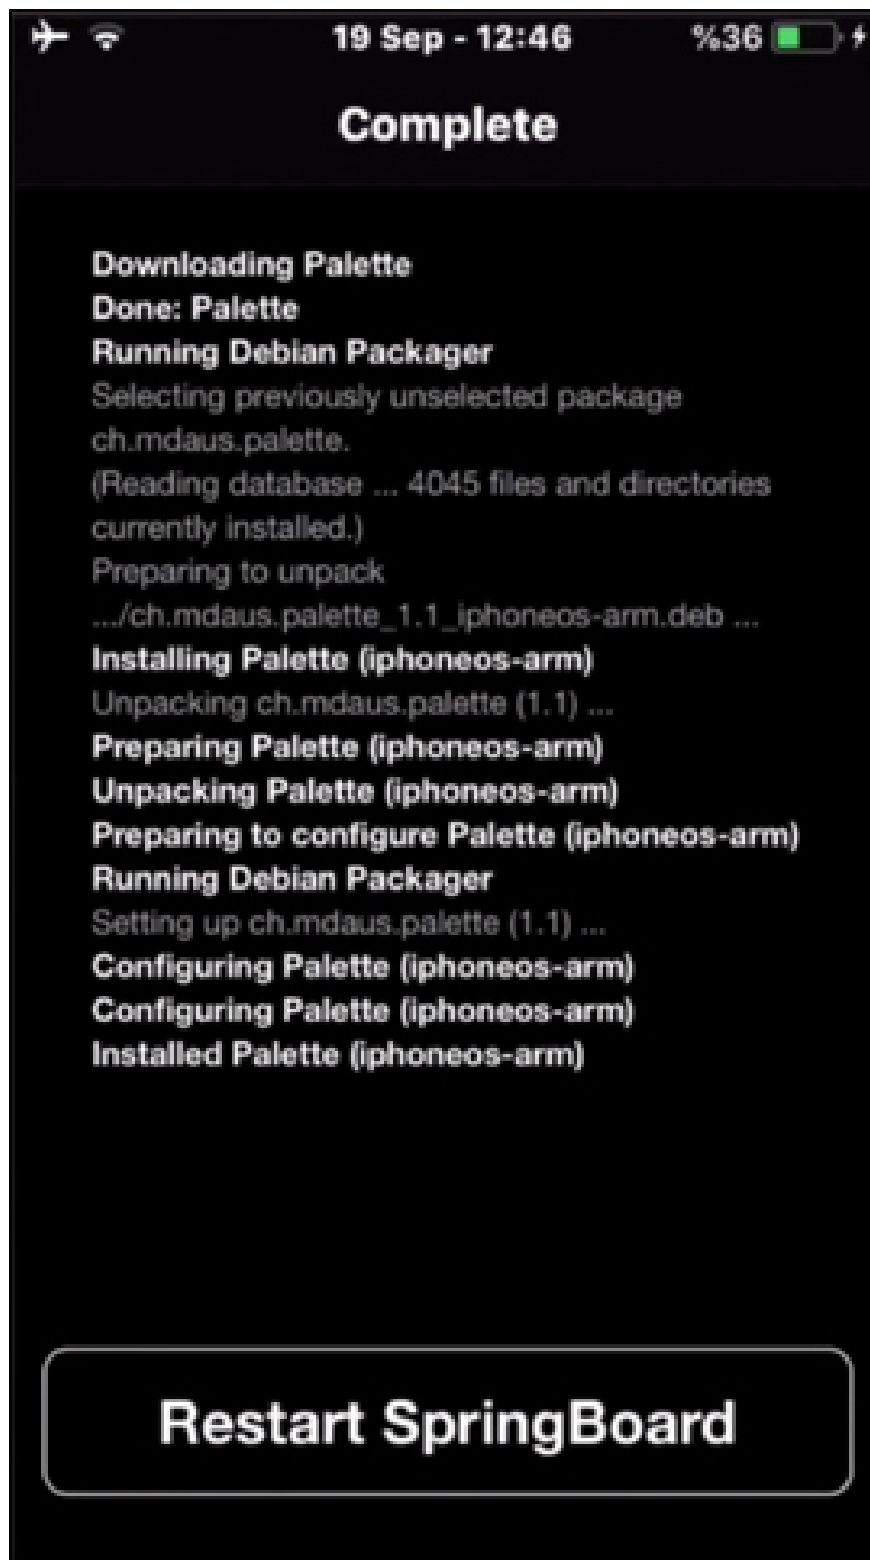 19 Sep - 12:46 %36
Complete
Downloading Palette
Done: Palette
Running Debian Packager
Selecting previously unselected package
ch.mdaus.palette.
(Reading database ... 4045 files and directories
currently installed.)
Preparing to unpack
.../ch.mdaus.palette_1.1_iphoneos-arm.deb ...
Installing Palette (iphoneos-arm)
Unpacking ch.mdaus.palette (1.1) ...
Preparing Palette (iphoneos-arm)
Unpacking Palette (iphoneos-arm)
Preparing to configure Palette (iphoneos-arm)
Running Debian Packager
Setting up ch.mdaus.palette (1.1) ...
Configuring Palette (iphoneos-arm)
Configuring Palette (iphoneos-arm)
Installed Palette (iphoneos-arm)
Restart SpringBoard